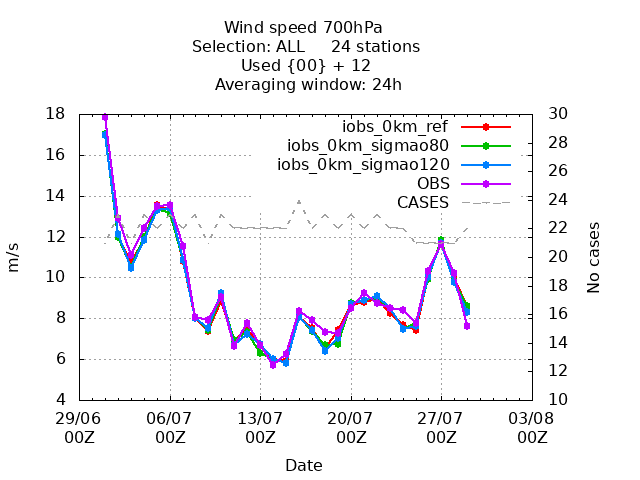 Wind speed 700hPa
Selection: ALL     24 stations
Used {00} + 12
Averaging window: 24h
18
16
14
12
10
8
6
4
m/s
30
28
26
24
22
20
18
16
14
12
10
No cases
iobs_0km_ref
iobs_0km_sigmao80
iobs_0km_sigmao120
OBS
CASES
29/06 06/07 13/07 20/07 27/07 03/08
00Z 00Z 00Z 00Z 00Z 00Z
Date